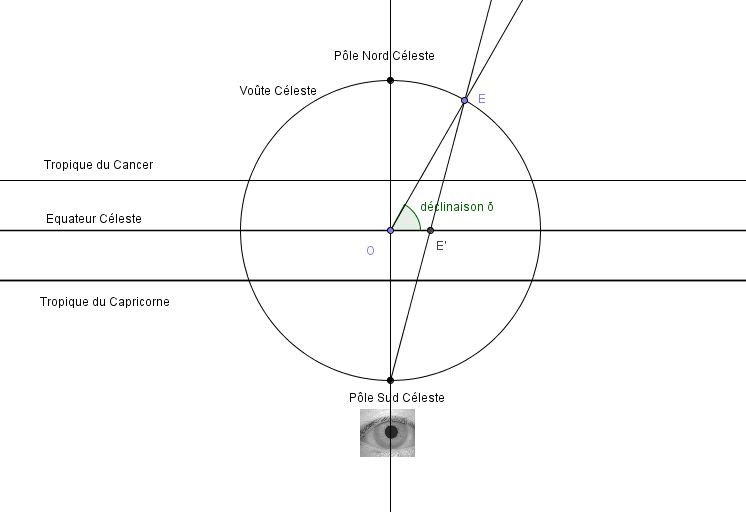 Pôle Nord Céleste
Voûte Céleste
E
Tropique du Cancer
déclinaison δ
Equateur Céleste
O
E'
Tropique du Capricorne
Pôle Sud Céleste